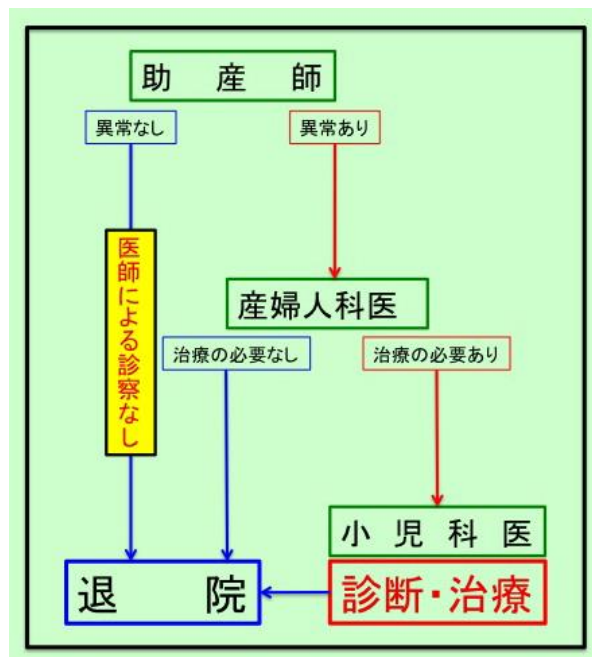 助産師
異常なし
異常あり
医師による診察なし
産婦人科医
治療の必要なし
治療の必要あり
小児科医
退院
診断・治療